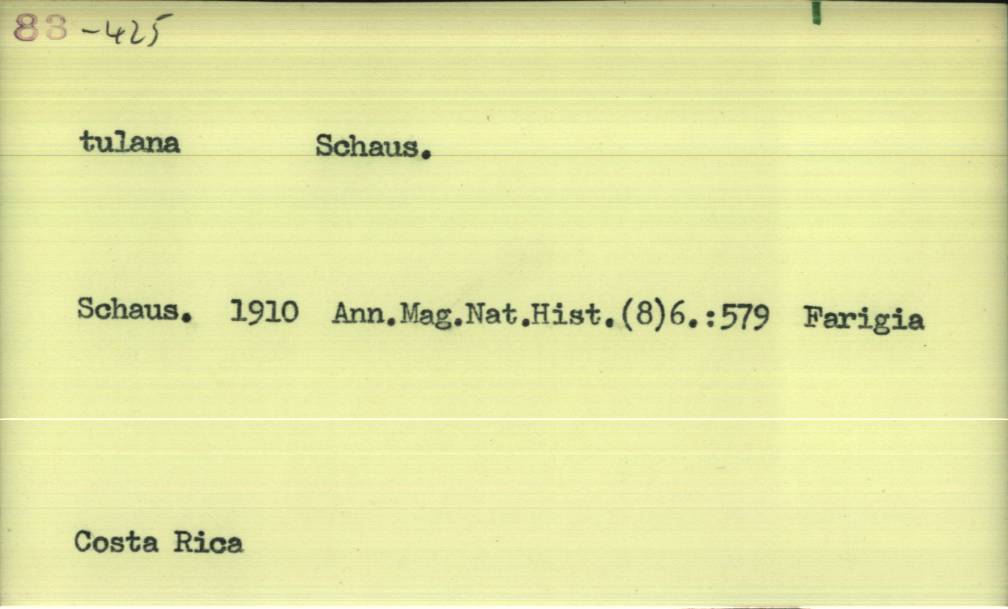 83 -425
tulana Schaus.
Schaus. 1910 Ann.Mag.Nat.Hist.(8)6.:579 Farigia
Costa Rica